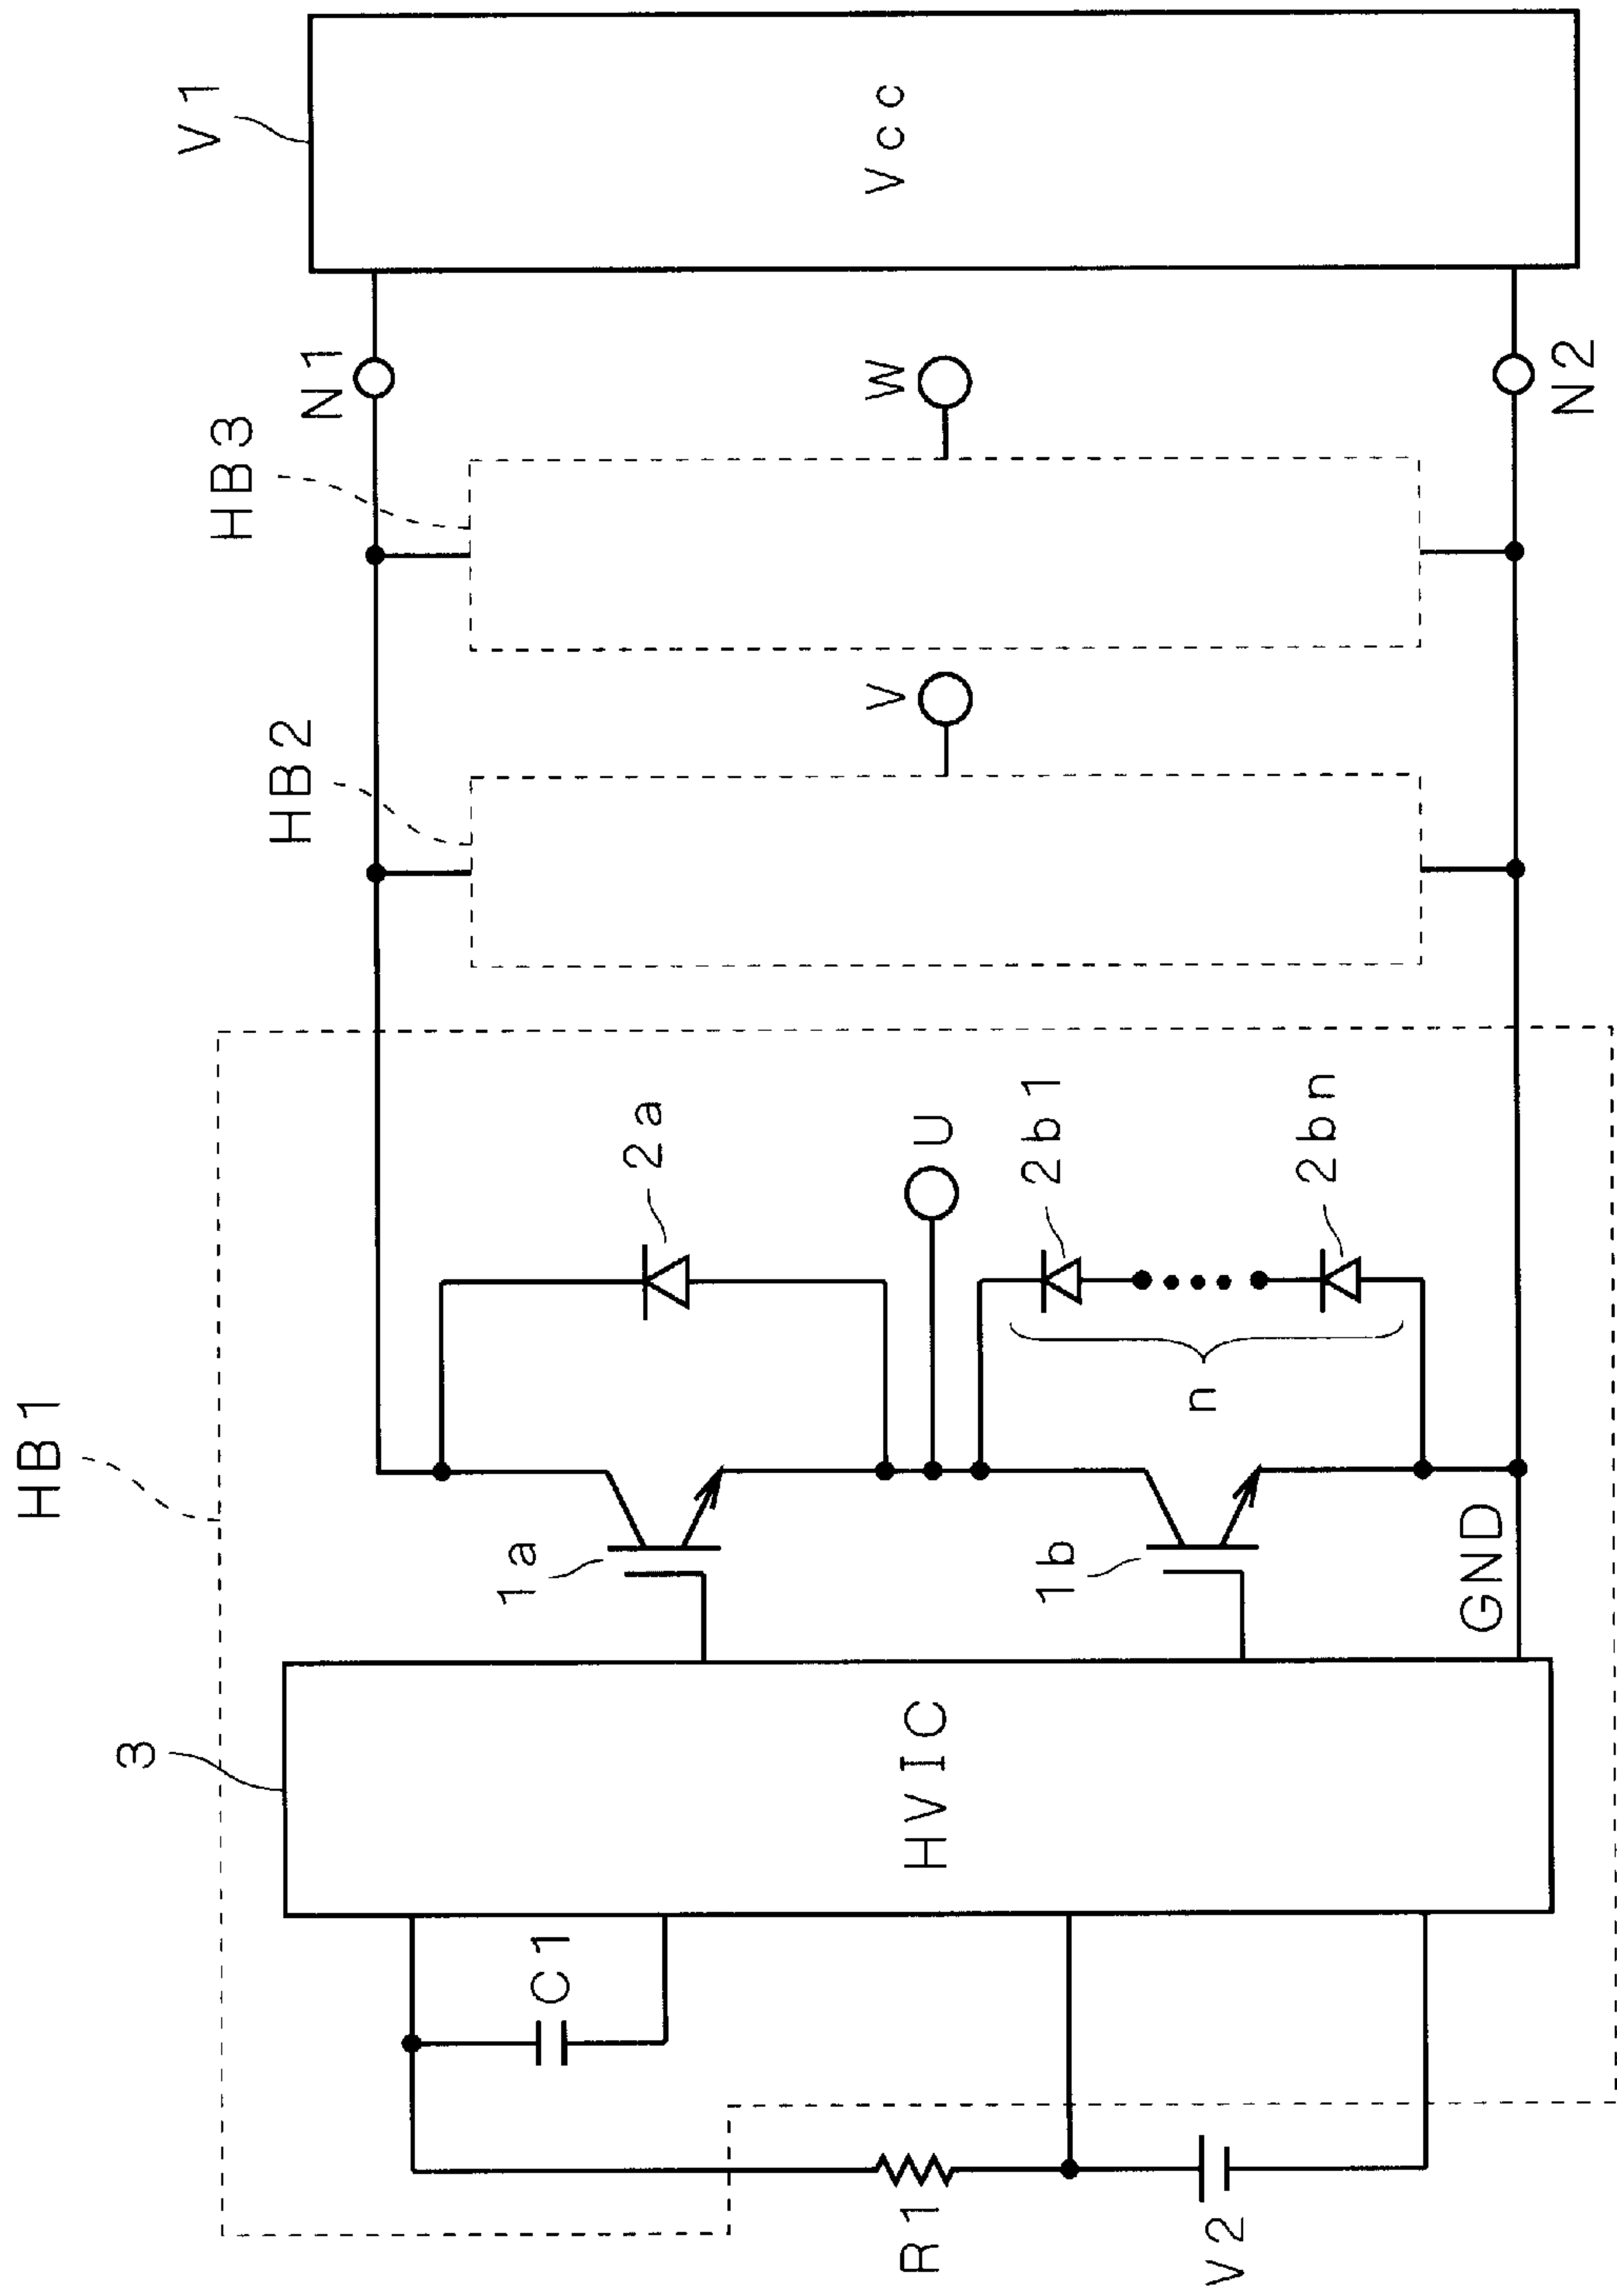 HB1
3
HVIC
C1
R1
V2
1a
1b
GND
2a
U
2b1
2bn
n
HB2
V
HB3
W
N1
N2
V1
Vcc